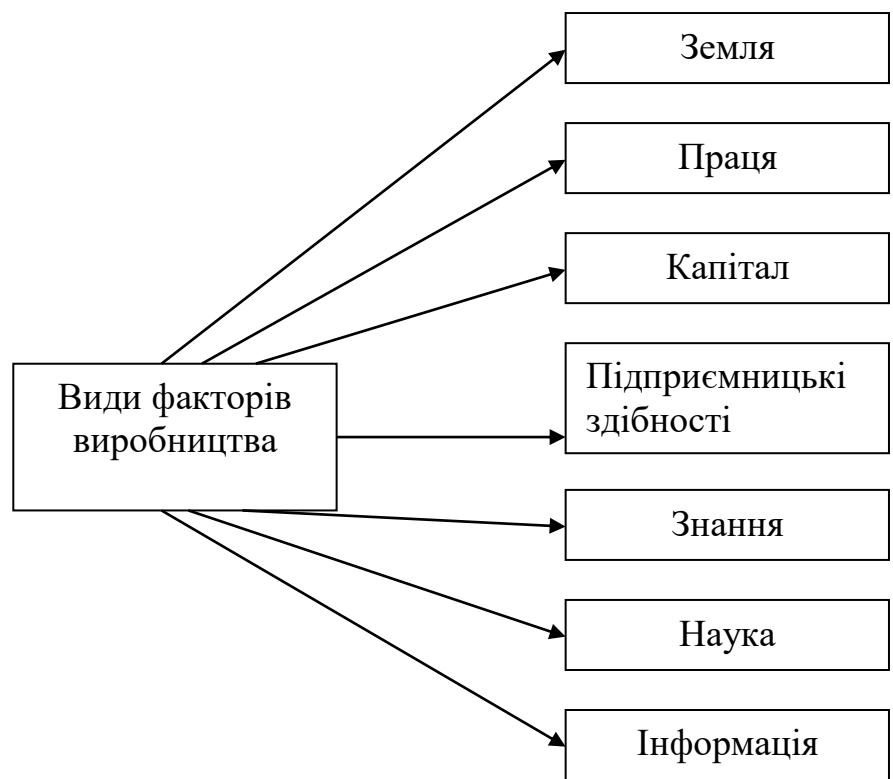 Земля
Праця
Капітал
Види факторів
виробництва
Підприємницькі
здібності
Знання
Наука
Інформація